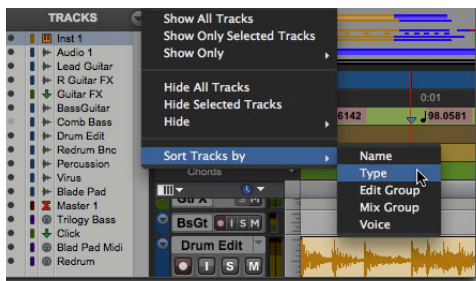 TRACKS
Inst 1
Audio 1
Lead Guitar
R Guitar FX
Guitar FX
BassGuitar
Comb Bass
Drum Edit
Redrum Bnc
Percussion
Virus
Blade Pad
Master 1
Trilogy Bass
Click
Blad Pad Midi
Redrum
Show All Tracks
Show Only Selected Tracks
Show Only
Hide All Tracks
Hide Selected Tracks
Hide
Sort Tracks by
Name
Type
Edit Group
Mix Group
Voice
0:01
6142
98.0581
Chords
GtFX
S M
BsGt
I S M
Drum Edit
I S M